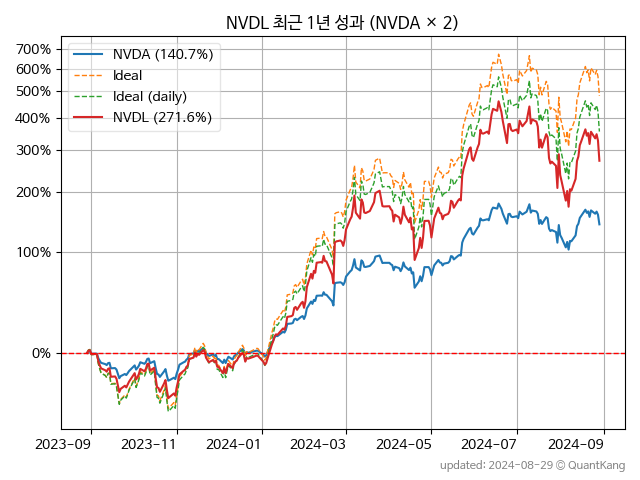 NVDL 최근 1년 성과 (NVDA × 2)
NVDA (140.7%)
Ideal
Ideal (daily)
NVDL (271.6%)
700%
600%
500%
400%
300%
200%
100%
0%
2023-09
2023-11
2024-01
2024-03
2024-05
2024-07
2024-09
updated: 2024-08-29 © QuantKang